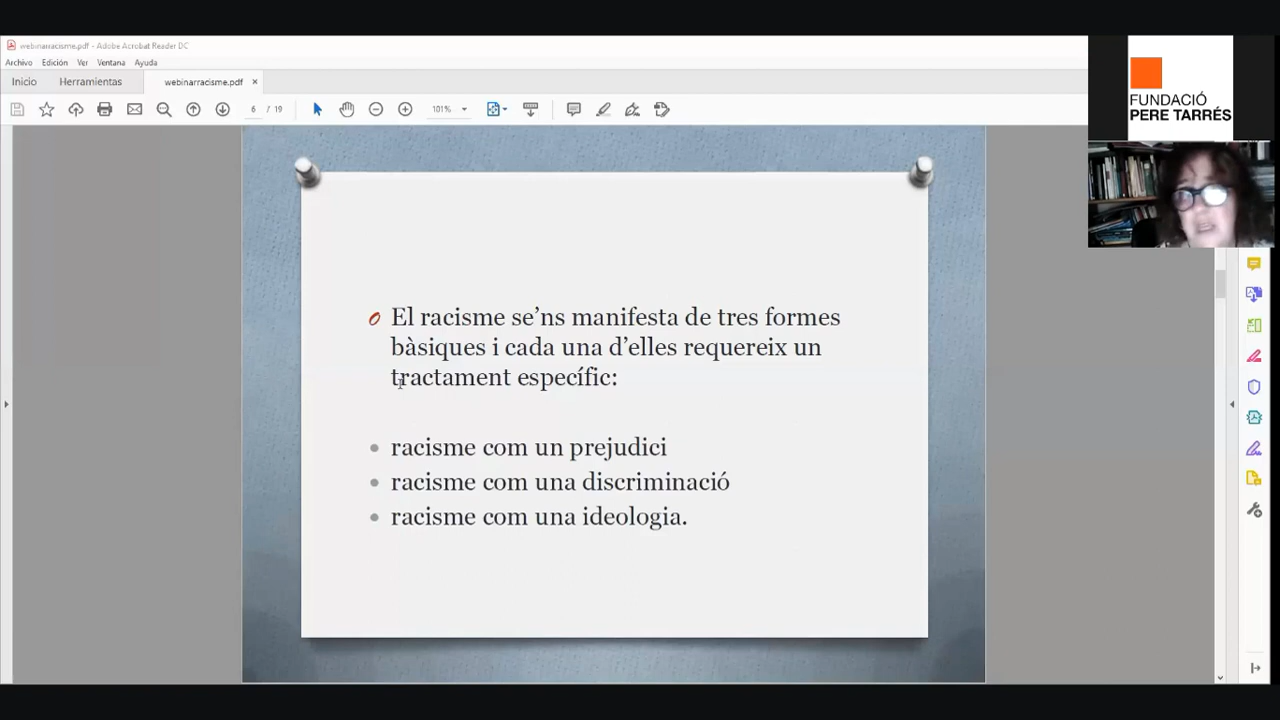 webinarracisme.pdf - Adobe Acrobat Reader DC
Archivo Edición Ver Ventana Ayuda
Inicio Herramientas webinarracisme.pdf ×
6 / 19 101%
FUNDACIÓ
PERE TARRÉS
El racisme se’ns manifesta de tres formes
bàsiques i cada una d’elles requereix un
tractament específic:
racisme com un prejudici
racisme com una discriminació
racisme com una ideologia.